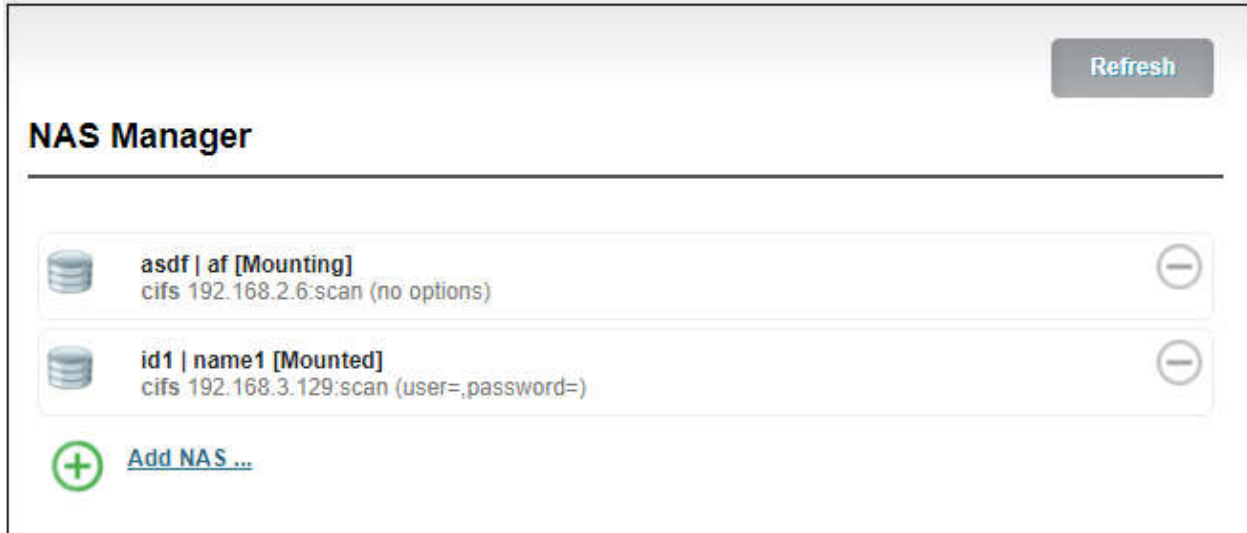 Refresh
NAS Manager
asdf | af [Mounting]
cifs 192.168.2.6:scan (no options)
id1 | name1 [Mounted]
cifs 192.168.3.129:scan (user=,password=)
Add NAS ...